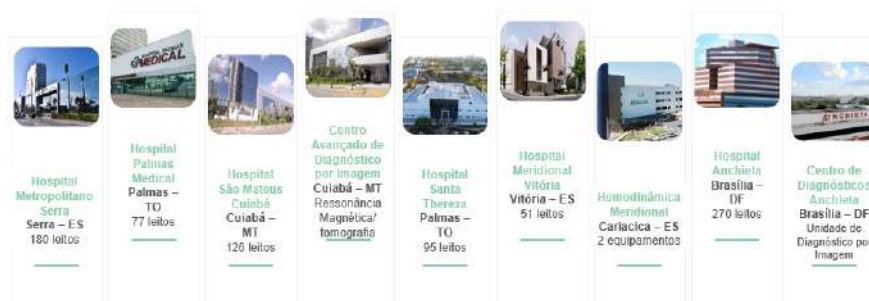 Hospital
Metropolitano
Serra
Serra – ES
180 leitos
HOSPITAL PALMAS
MEDICAL
Hospital
Palmas
Medical
Palmas –
TO
77 leitos
Hospital
São Mateus
Cuiabá
Cuiabá –
MT
126 leitos
Centro
Avançado de
Diagnóstico
por Imagem
Cuiabá – MT
Ressonância
Magnética/
tomografia
Hospital
Santa
Thereza
Palmas –
TO
95 leitos
Hospital
Meridional
Vitória
Vitória – ES
51 leitos
Hemodinâmica
Meridional
Cariacica – ES
2 equipamentos
Hospital
Anchieta
Brasília –
DF
270 leitos
ANCHIETA
Centro de
Diagnósticos
Anchieta
Brasília – DF
Unidade de
Diagnóstico por
Imagem